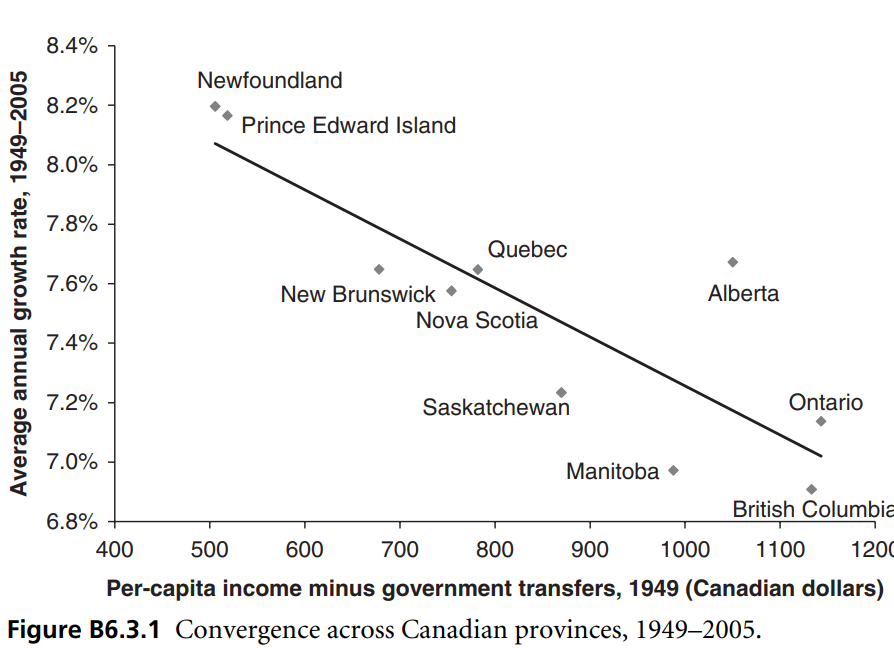 Average annual growth rate, 1949–2005
8.4%
8.2%
8.0%
7.8%
7.6%
7.4%
7.2%
7.0%
6.8%
Newfoundland
Prince Edward Island
Quebec
New Brunswick
Nova Scotia
Alberta
Saskatchewan
Ontario
Manitoba
British Columbia
400 500 600 700 800 900 1000 1100 1200
Per-capita income minus government transfers, 1949 (Canadian dollars)
Figure B6.3.1 Convergence across Canadian provinces, 1949–2005.